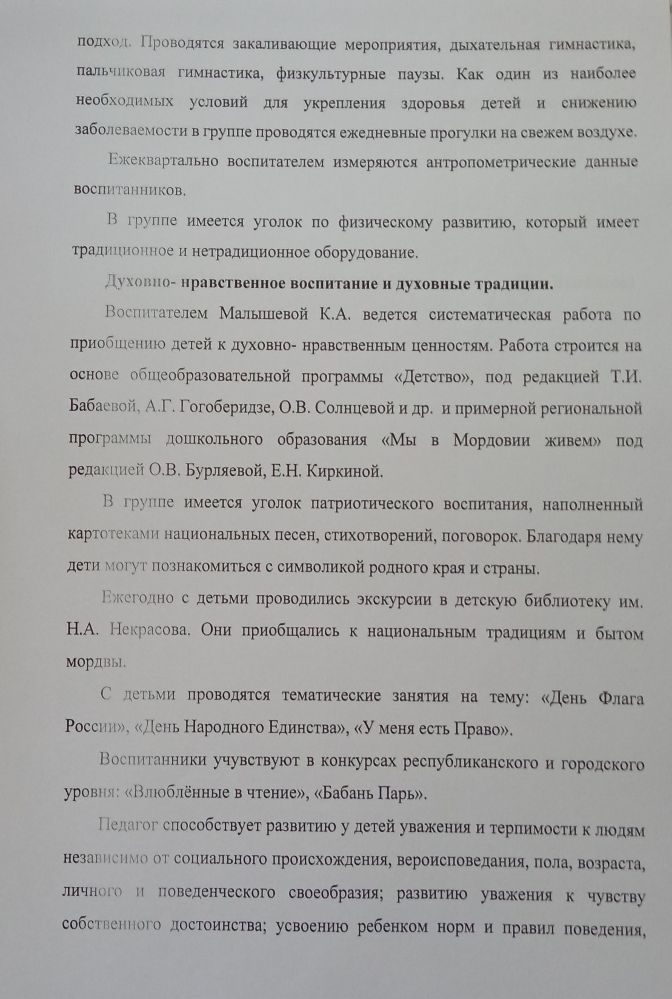 подход. Проводятся закаливающие мероприятия, дыхательная гимнастика,
пальчиковая гимнастика, физкультурные паузы. Как один из наиболее
необходимых условий для укрепления здоровья детей и снижению
заболеваемости в группе проводятся ежедневные прогулки на свежем воздухе.
Ежеквартально воспитателем измеряются антропометрические данные
воспитанников.
В группе имеется уголок по физическому развитию, который имеет
традиционное и нетрадиционное оборудование.
Духовно- нравственное воспитание и духовные традиции.
Воспитателем Малышевой К.А. ведется систематическая работа по
приобщению детей к духовно- нравственным ценностям. Работа строится на
основе общеобразовательной программы «Детство», под редакцией Т.И.
Бабаевой, А.Г. Гогоберидзе, О.В. Солнцевой и др. и примерной региональной
программы дошкольного образования «Мы в Мордовии живем» под
редакцией О.В. Бурляевой, Е.Н. Киркиной.
В группе имеется уголок патриотического воспитания, наполненный
картотеками национальных песен, стихотворений, поговорок. Благодаря нему
дети могут познакомиться с символикой родного края и страны.
Ежегодно с детьми проводились экскурсии в детскую библиотеку им.
Н.А. Некрасова. Они приобщались к национальным традициям и бытом
мордвы.
С детьми проводятся тематические занятия на тему: «День Флага
России», «День Народного Единства», «У меня есть Право».
Воспитанники учувствуют в конкурсах республиканского и городского
уровня: «Влюблённые в чтение», «Бабань Парь».
Педагог способствует развитию у детей уважения и терпимости к людям
независимо от социального происхождения, вероисповедания, пола, возраста,
личного и поведенческого своеобразия; развитию уважения к чувству
собственного достоинства; усвоению ребенком норм и правил поведения,